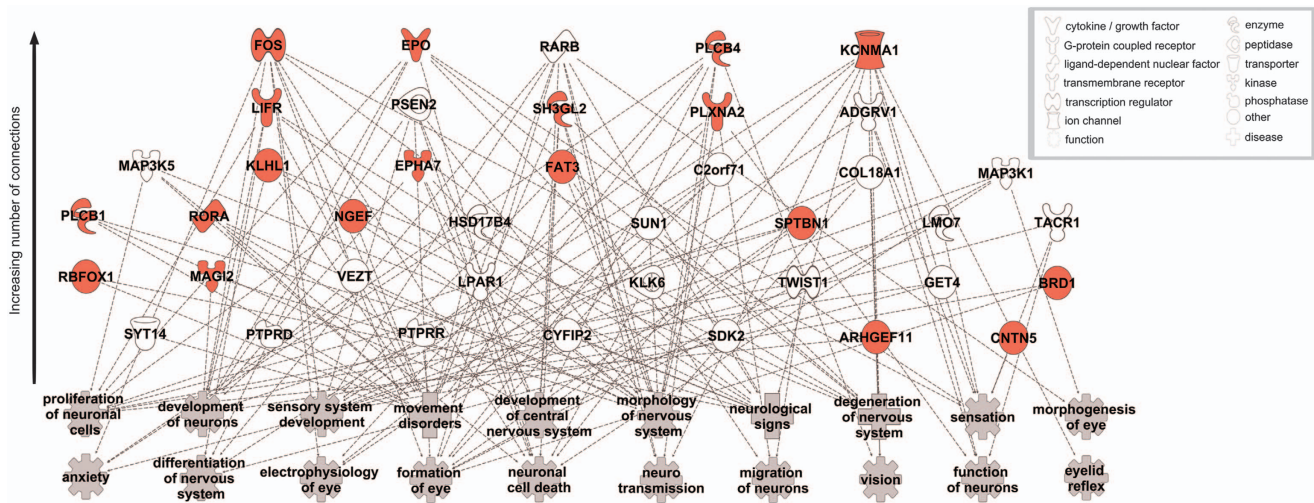 Increasing number of connections
FOS EPO RARB PLCB4 KCNMA1
LIFR PSEN2 SH3GL2 PLXNA2 ADGRV1
MAP3K5 KLHL1 EPHA7 FAT3 C2orf71 COL18A1 MAP3K1
PLCB1 RORA NGEF HSD17B4 SUN1 SPTBN1 LMO7 TACR1
RBFOX1 MAGI2 VEZT LPAR1 KLK6 TWIST1 GET4 BRD1
SYT14 PTPRD PTPRR CYFIP2 SDK2 ARHGEF11 CNTN5
proliferation
of neuronal
cells
development
of neurons
sensory system
development
movement
disorders
development
of central
nervous system
morphology
of nervous
system
neurological
signs
degeneration
of nervous
system
sensation
morphogenesis
of eye
anxiety
differentiation
of nervous
system
electrophysiology
of eye
formation
of eye
neuronal
cell death
neuro
transmission
migration
of neurons
vision
function
of neurons
eyelid
reflex
cytokine / growth factor
G-protein coupled receptor
ligand-dependent nuclear factor
transmembrane receptor
transcription regulator
ion channel
function
enzyme
peptidase
transporter
kinase
phosphatase
other
disease